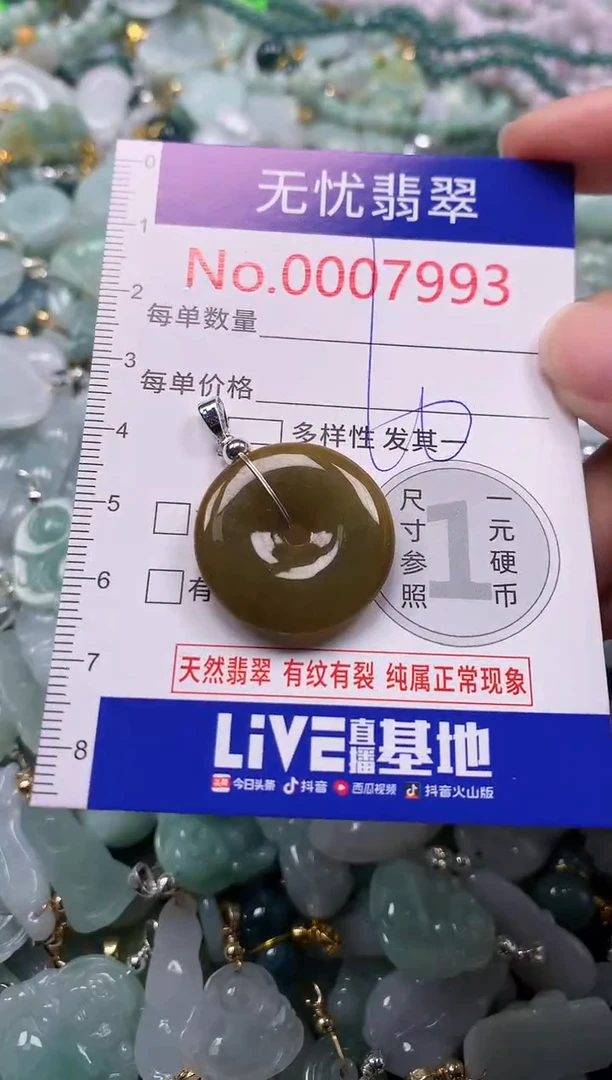 无忧翡翠
No.0007993
每单数量
每单价格
多样性 发其一
有
尺寸参照
1
一元硬币
天然翡翠 有纹有裂 纯属正常现象
LiVE直播基地
今日头条 抖音 西瓜视频 抖音火山版
0
1
2
3
4
5
6
7
8